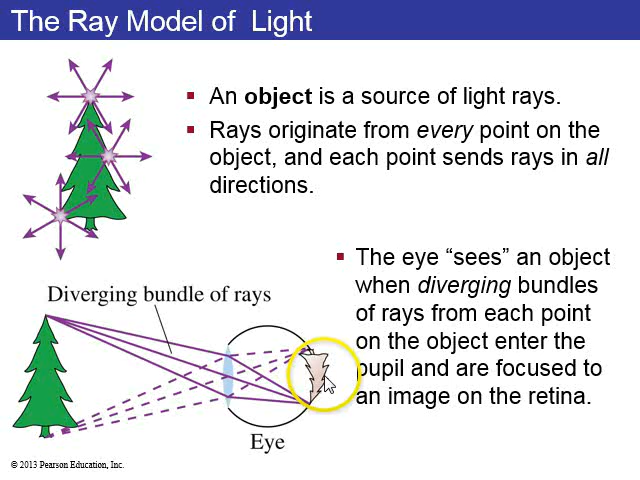 The Ray Model of  Light
▪ An object is a source of light rays.
▪ Rays originate from every point on the
object, and each point sends rays in all
directions.
▪ The eye “sees” an object
when diverging bundles
of rays from each point
on the object enter the
pupil and are focused to
an image on the retina.
Diverging bundle of rays
Eye
© 2013 Pearson Education, Inc.